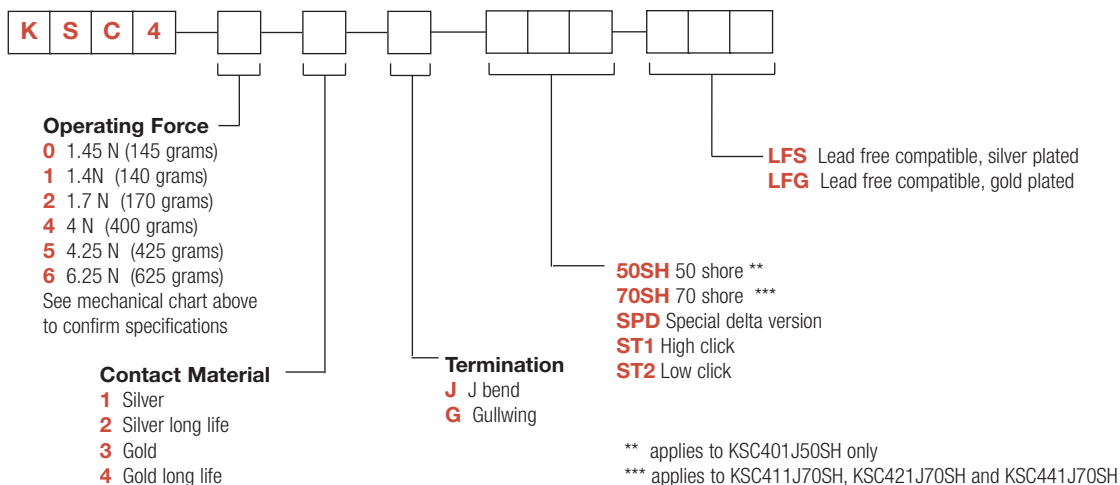 K S C 4
Operating Force
0 1.45 N (145 grams)
1 1.4N (140 grams)
2 1.7 N (170 grams)
4 4 N (400 grams)
5 4.25 N (425 grams)
6 6.25 N (625 grams)
See mechanical chart above
to confirm specifications
Contact Material
1 Silver
2 Silver long life
3 Gold
4 Gold long life
Termination
J J bend
G Gullwing
50SH 50 shore **
70SH 70 shore ***
SPD Special delta version
ST1 High click
ST2 Low click
LFS Lead free compatible, silver plated
LFG Lead free compatible, gold plated
** applies to KSC401J50SH only
*** applies to KSC411J70SH, KSC421J70SH and KSC441J70SH